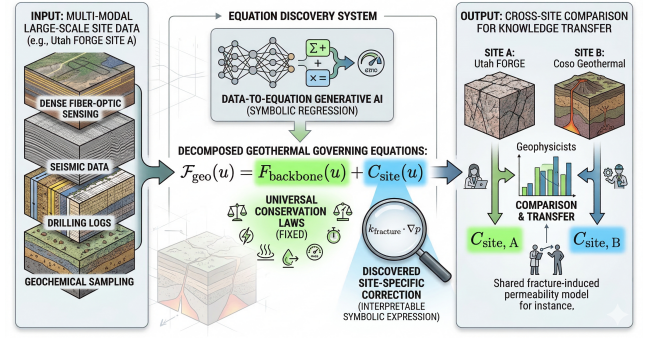 INPUT: MULTI-MODAL
LARGE-SCALE SITE DATA
(e.g., Utah FORGE SITE A)
DENSE FIBER-OPTIC
SENSING
SEISMIC DATA
DRILLING LOGS
GEOCHEMICAL SAMPLING
EQUATION DISCOVERY SYSTEM
Σ+
+
×=
DATA-TO-EQUATION GENERATIVE AI
(SYMBOLIC REGRESSION)
DECOMPOSED GEOTHERMAL GOVERNING EQUATIONS:
𝓕geo(u) = Fbackbone(u) + Csite(u)
UNIVERSAL
CONSERVATION
LAWS
(FIXED)
kfracture · ∇p
DISCOVERED
SITE-SPECIFIC
CORRECTION
(INTERPRETABLE
SYMBOLIC EXPRESSION)
OUTPUT: CROSS-SITE COMPARISON
FOR KNOWLEDGE TRANSFER
SITE A:
Utah FORGE
SITE B:
Coso Geothermal
Geophysicists
COMPARISON
& TRANSFER
Csite, A
Csite, B
Shared fracture-induced
permeability model
for instance.